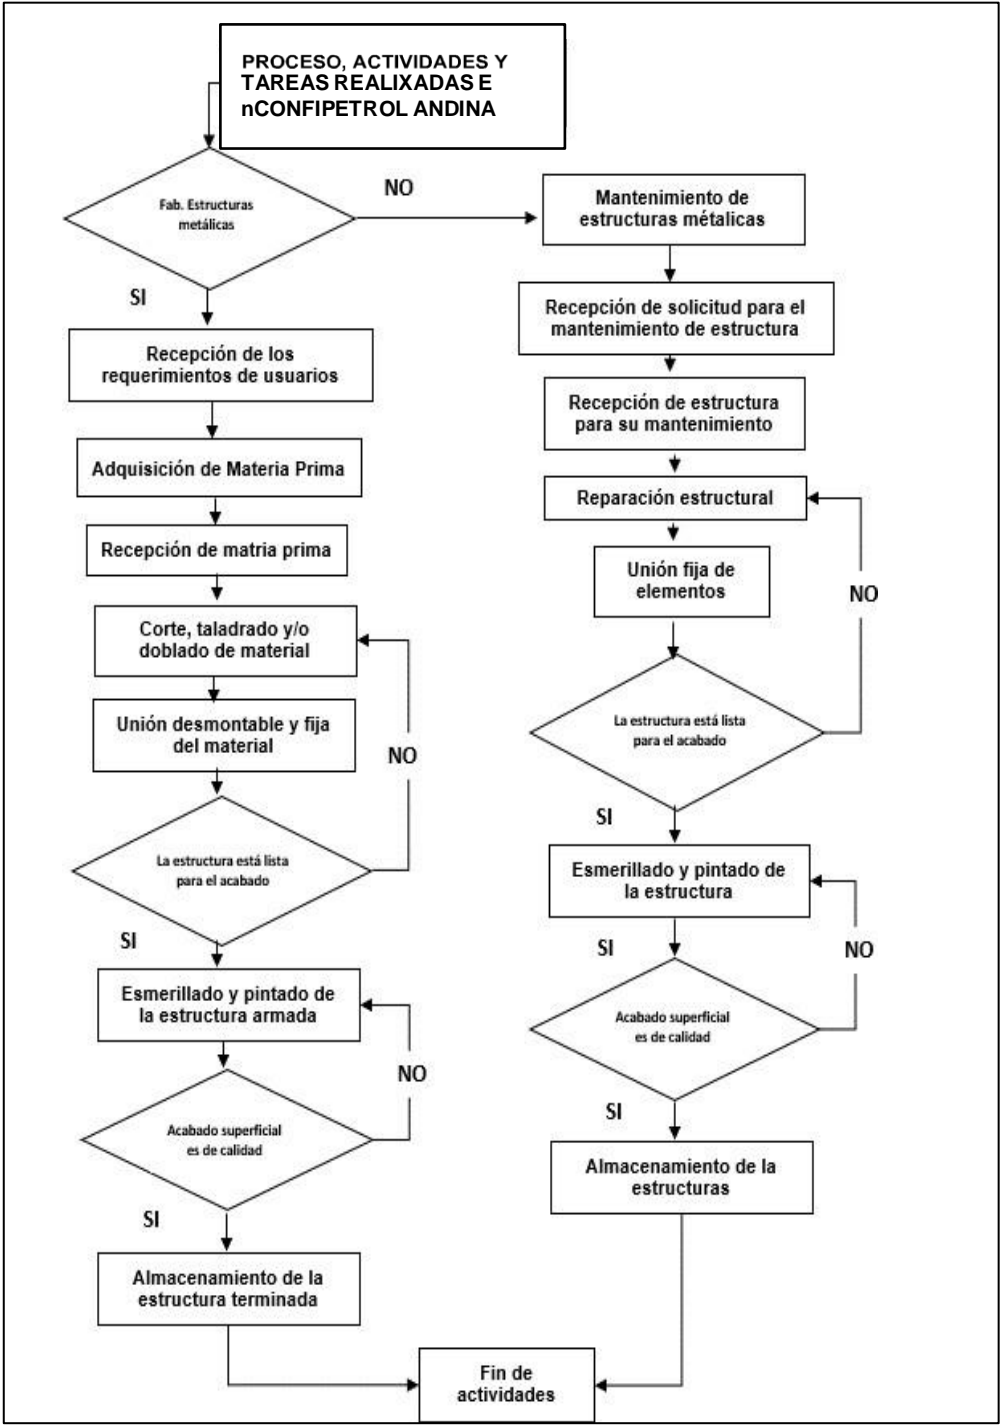 PROCESO, ACTIVIDADES Y
TAREAS REALIXADAS E
nCONFIPETROL ANDINA
Fab. Estructuras
metálicas
NO
SI
Mantenimiento de
estructuras métalicas
Recepción de solicitud para el
mantenimiento de estructura
Recepción de estructura
para su mantenimiento
Reparación estructural
Unión fija de
elementos
NO
La estructura está lista
para el acabado
SI
Esmerillado y pintado de
la estructura
SI
NO
Acabado superficial
es de calidad
SI
Almacenamiento de la
estructuras
Recepción de los
requerimientos de usuarios
Adquisición de Materia Prima
Recepción de matria prima
Corte, taladrado y/o
doblado de material
Unión desmontable y fija
del material
NO
La estructura está lista
para el acabado
SI
Esmerillado y pintado de
la estructura armada
NO
Acabado superficial
es de calidad
SI
Almacenamiento de la
estructura terminada
Fin de
actividades